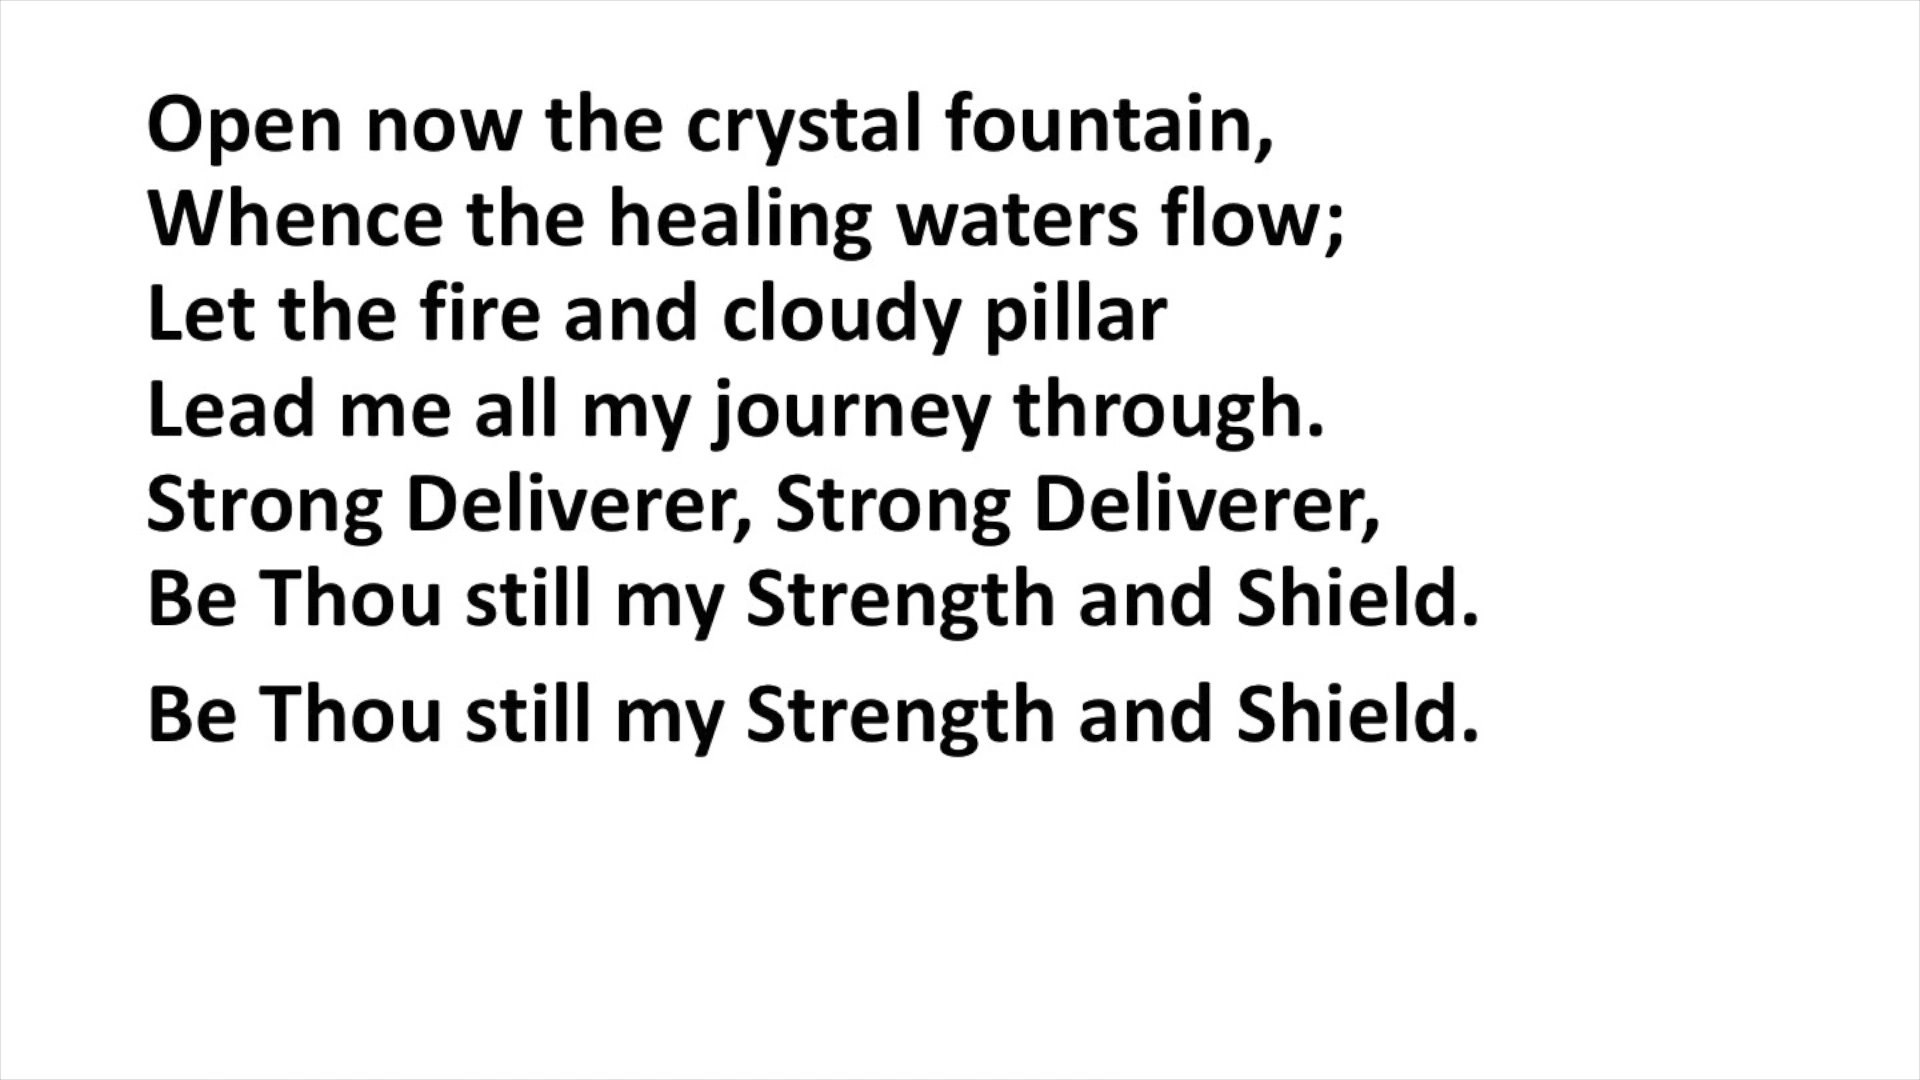 Open now the crystal fountain,
Whence the healing waters flow;
Let the fire and cloudy pillar
Lead me all my journey through.
Strong Deliverer, Strong Deliverer,
Be Thou still my Strength and Shield.
Be Thou still my Strength and Shield.